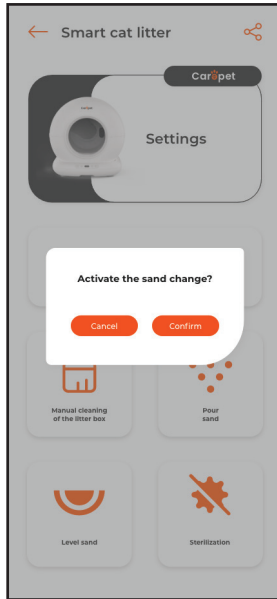 Smart cat litter
Carepet
Settings
Activate the sand change?
Cancel
Confirm
Manual cleaning
of the litter box
Pour
sand
Level sand
Sterilization